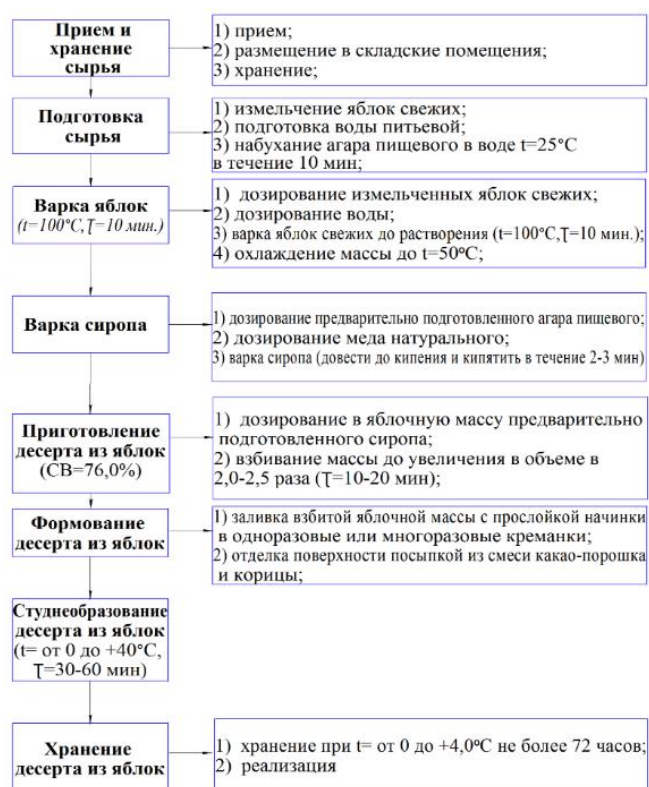 Прием и
хранение
сырья
1) прием;
2) размещение в складские помещения;
3) хранение;
Подготовка
сырья
1) измельчение яблок свежих;
2) подготовка воды питьевой;
3) набухание агара пищевого в воде t=25°C
в течение 10 мин;
Варка яблок
(t=100°C,Ʈ=10 мин.)
1) дозирование измельченных яблок свежих;
2) дозирование воды;
3) варка яблок свежих до растворения (t=100°C,Ʈ=10 мин.);
4) охлаждение массы до t=50°C;
Варка сиропа
1) дозирование предварительно подготовленного агара пищевого;
2) дозирование меда натурального;
3) варка сиропа (довести до кипения и кипятить в течение 2-3 мин)
Приготовление
десерта из яблок
(СВ=76,0%)
1) дозирование в яблочную массу предварительно
подготовленного сиропа;
2) взбивание массы до увеличения в объеме в
2,0-2,5 раза (Ʈ=10-20 мин);
Формование
десерта из яблок
1) заливка взбитой яблочной массы с прослойкой начинки
в одноразовые или многоразовые креманки;
2) отделка поверхности посыпкой из смеси какао-порошка
и корицы;
Студнеобразование
десерта из яблок
(t= от 0 до +40°C,
Ʈ=30-60 мин)
Хранение
десерта из яблок
1) хранение при t= от 0 до +4,0°C не более 72 часов;
2) реализация